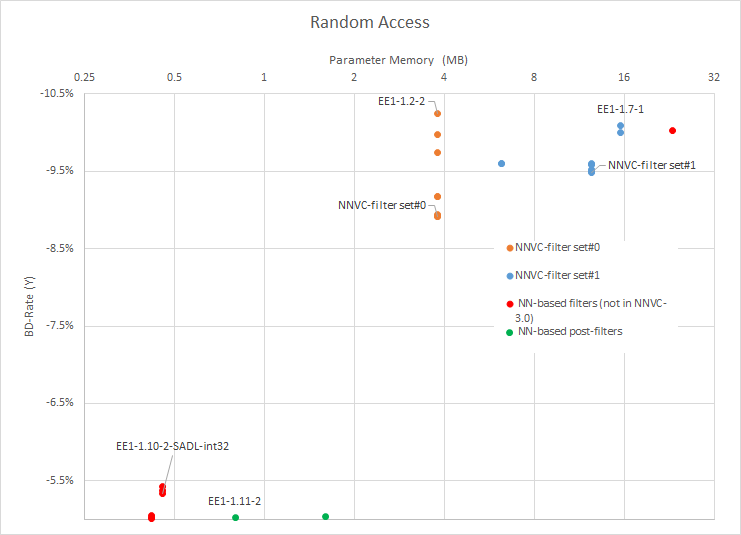 Random Access
Parameter Memory (MB)
0.25 0.5 1 2 4 8 16 32
-10.5%
EE1-1.2-2
EE1-1.7-1
-9.5%
NNVC-filter set#1
NNVC-filter set#0
-8.5%
NNVC-filter set#0
NNVC-filter set#1
BD-Rate (Y)
NN-based filters (not in NNVC-
3.0)
-7.5%
NN-based post-filters
-6.5%
EE1-1.10-2-SADL-int32
-5.5%
EE1-1.11-2